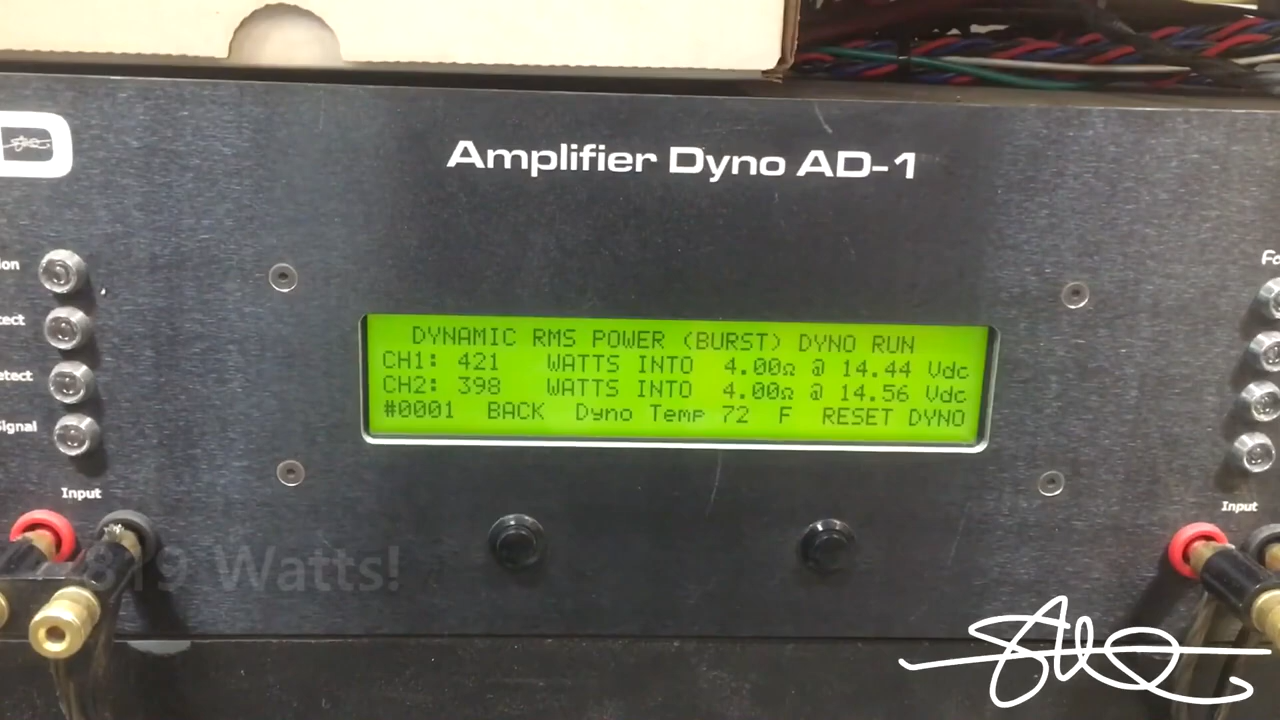 Amplifier Dyno AD-1
DYNAMIC RMS POWER (BURST) DYNO RUN
CH1: 421 WATTS INTO 4.00Ω @ 14.44 Vdc
CH2: 398 WATTS INTO 4.00Ω @ 14.56 Vdc
#0001 BACK Dyno Temp 72 F RESET DYNO
Signal
Input
Input
819 Watts!